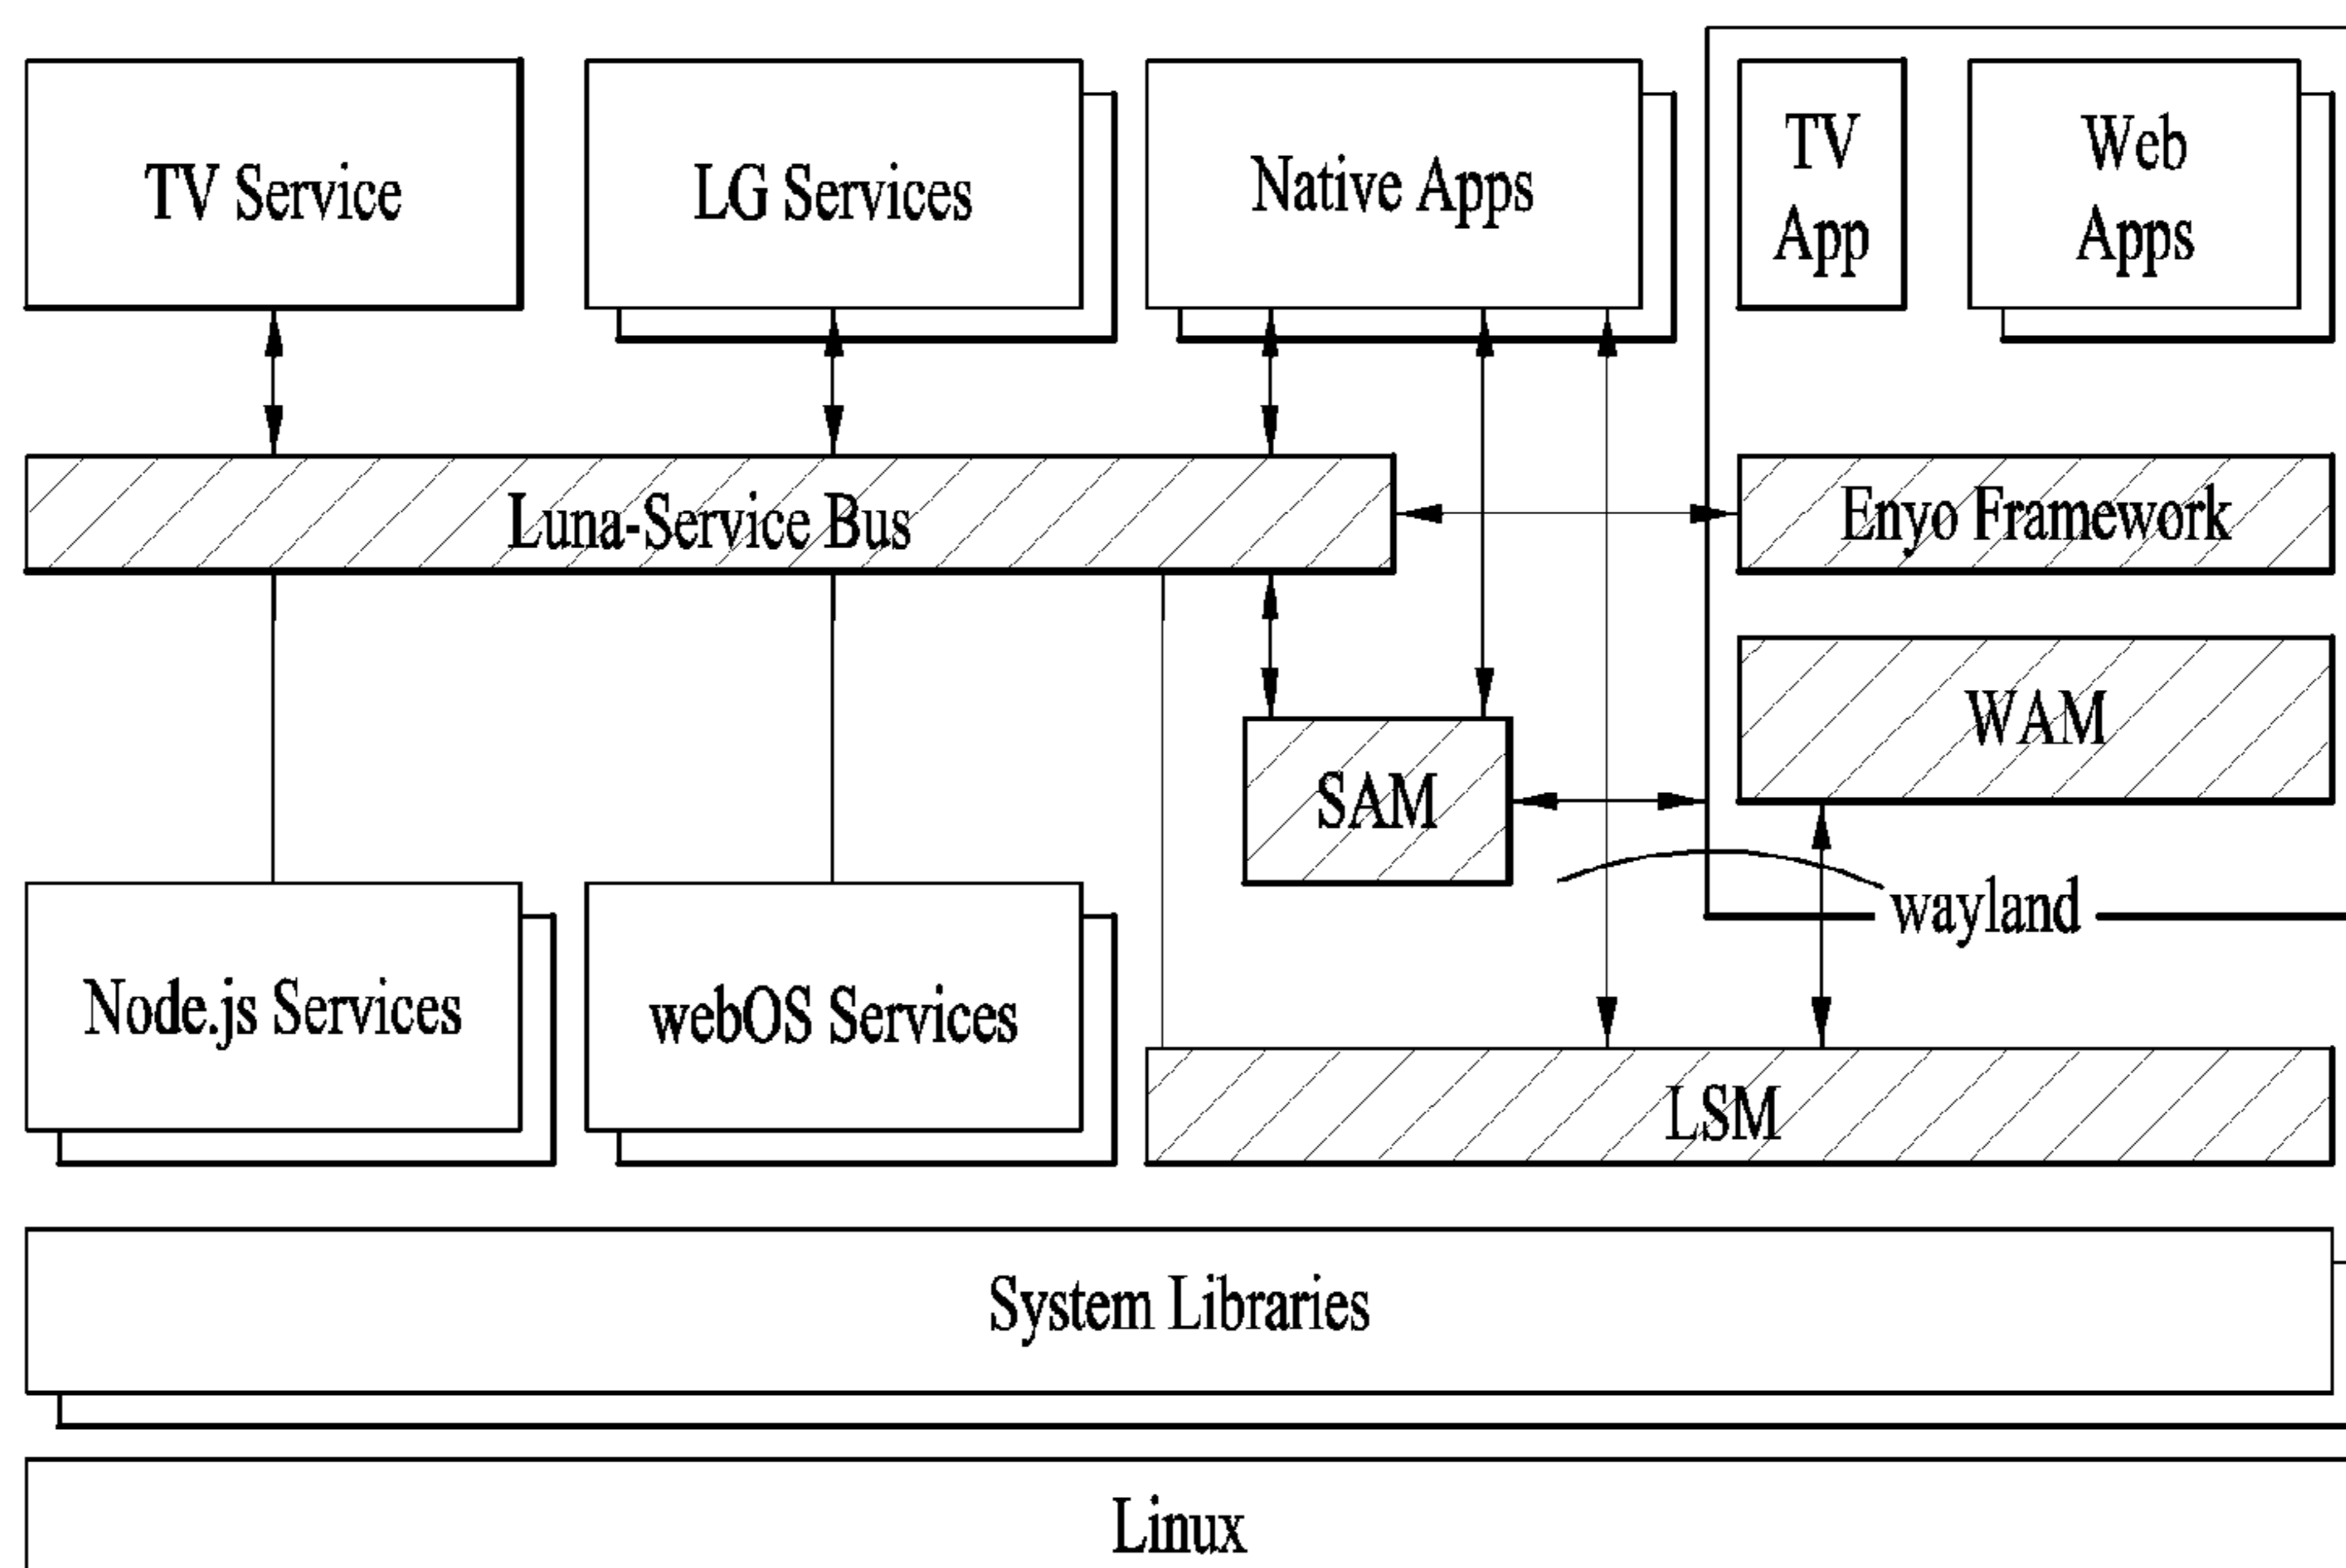 TV Service
LG Services
Native Apps
TV
App
Web
Apps
Luna-Service Bus
Enyo Framework
WAM
SAM
wayland
Node.js Services
webOS Services
LSM
System Libraries
Linux